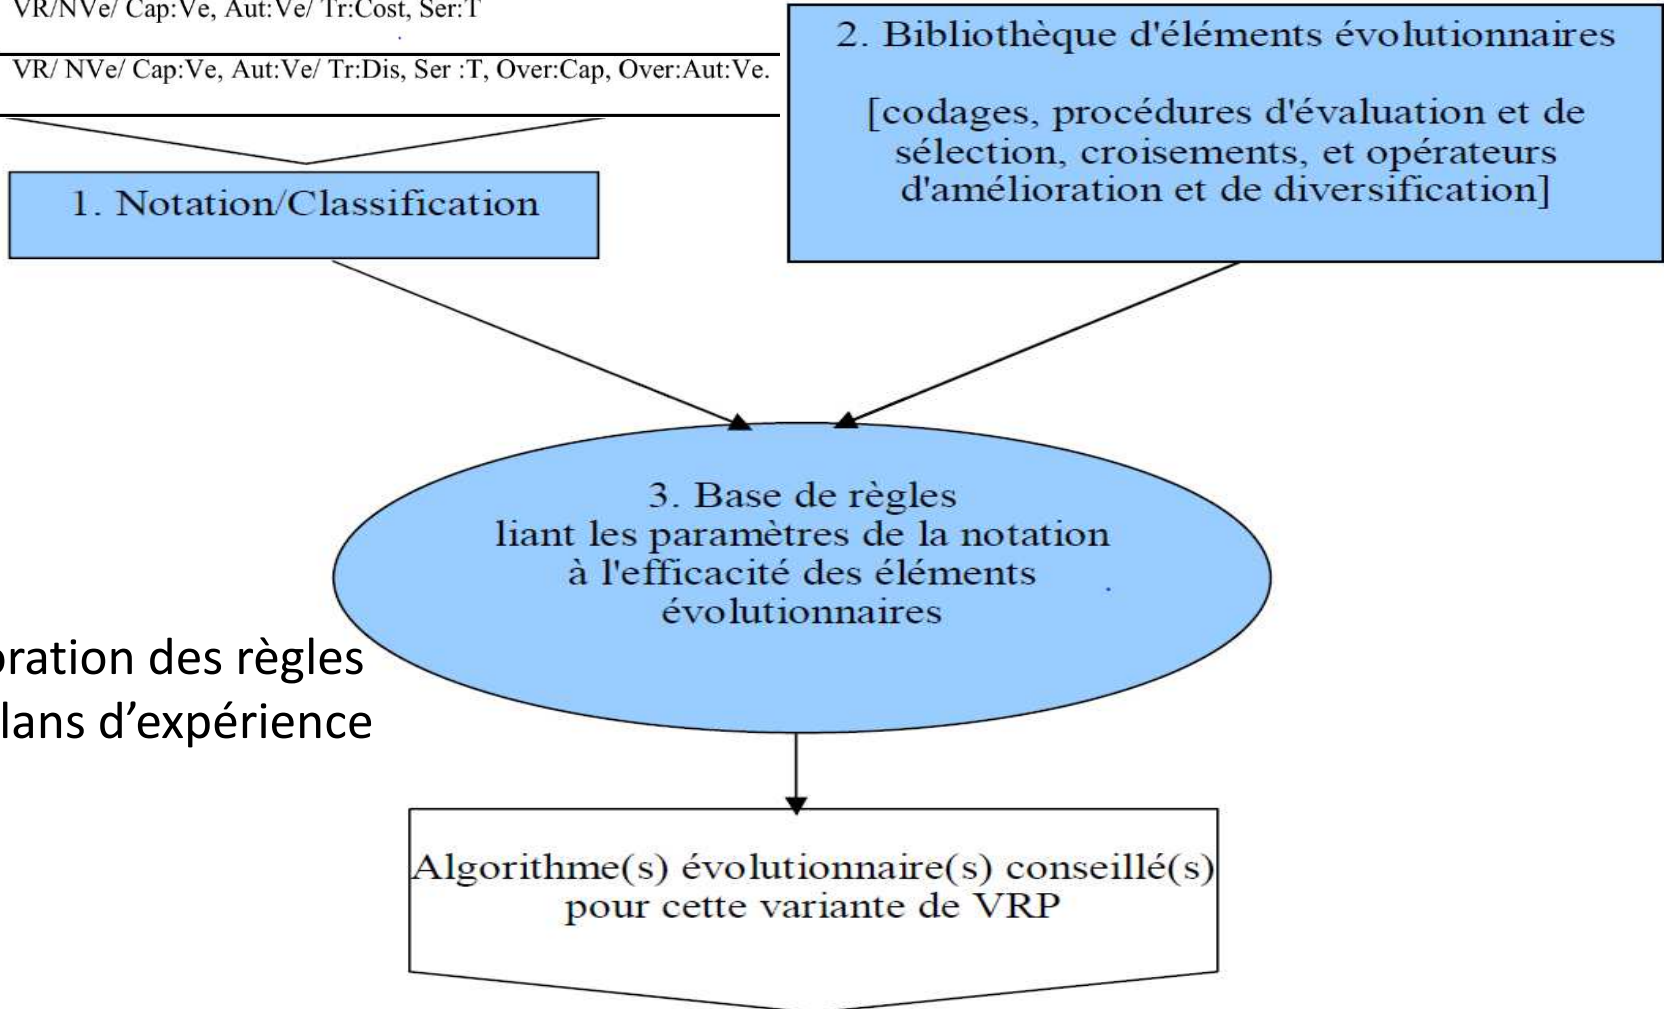 VR/NVe/ Cap:Ve, Aut:Ve/ Tr:Cost, Ser:T
VR/ NVe/ Cap:Ve, Aut:Ve/ Tr:Dis, Ser :T, Over:Cap, Over:Aut:Ve.
1. Notation/Classification
2. Bibliothèque d'éléments évolutionnaires
[codages, procédures d'évaluation et de
sélection, croisements, et opérateurs
d'amélioration et de diversification]
3. Base de règles
liant les paramètres de la notation
à l'efficacité des éléments
évolutionnaires
oration des règles
lans d’expérience
Algorithme(s) évolutionnaire(s) conseillé(s)
pour cette variante de VRP